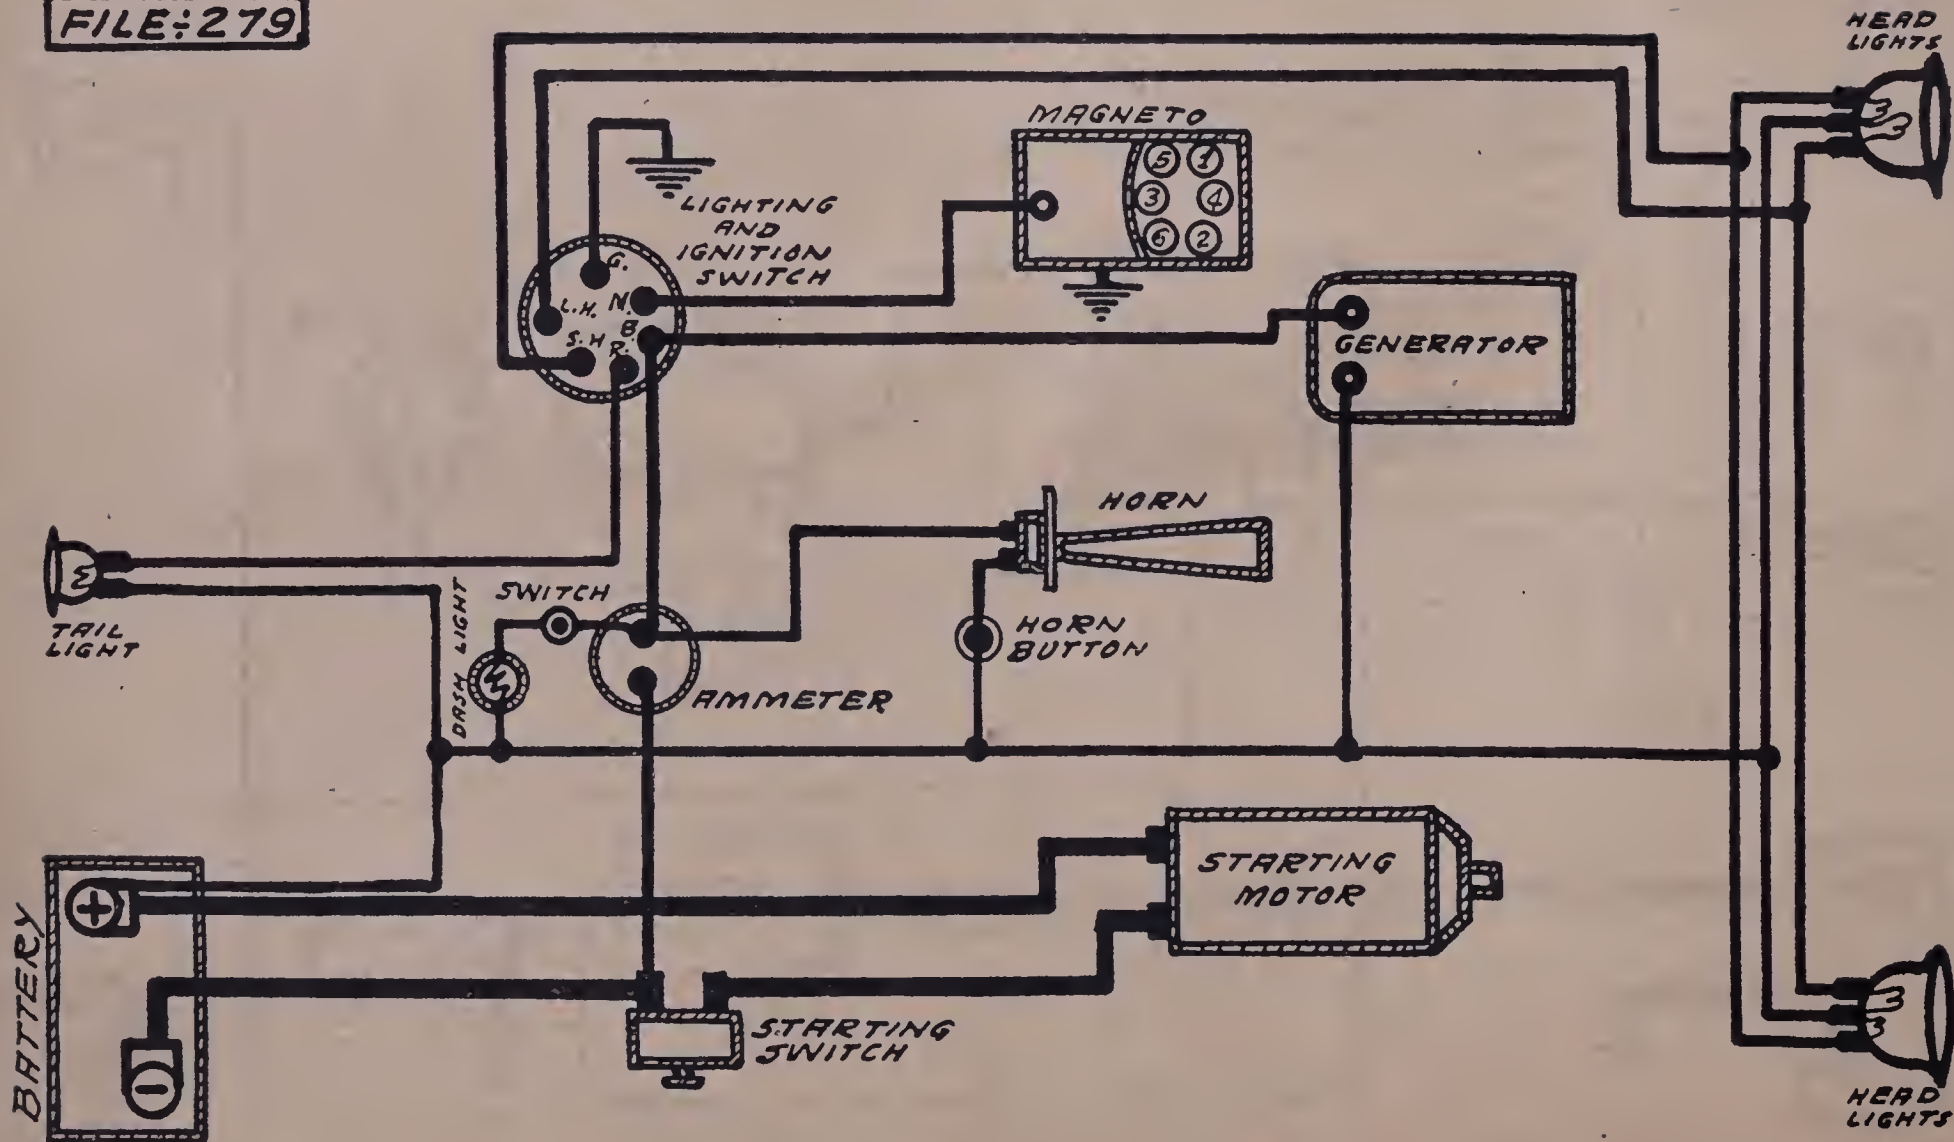 FILE÷279
HEAD
LIGHTS
MAGNETO
5 1
3 4
6 2
LIGHTING
AND
IGNITION
SWITCH
G.
L.H. M.
B.
S.H R.
GENERATOR
HORN
SWITCH
DASH LIGHT
TAIL
LIGHT
HORN
BUTTON
AMMETER
STARTING
MOTOR
BATTERY
+
−
STARTING
SWITCH
HEAD
LIGHTS